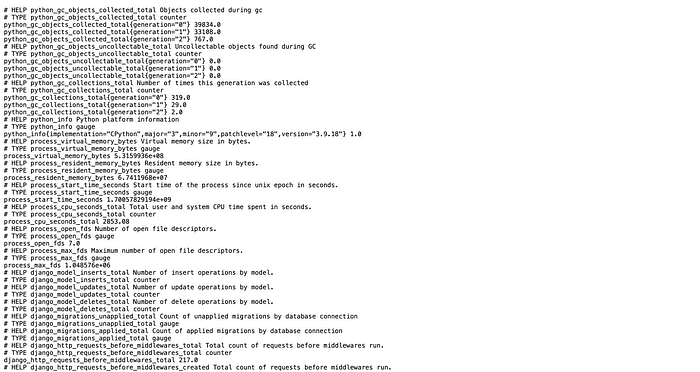 # HELP python_gc_objects_collected_total Objects collected during gc
# TYPE python_gc_objects_collected_total counter
python_gc_objects_collected_total{generation="0"} 39834.0
python_gc_objects_collected_total{generation="1"} 33108.0
python_gc_objects_collected_total{generation="2"} 767.0
# HELP python_gc_objects_uncollectable_total Uncollectable objects found during GC
# TYPE python_gc_objects_uncollectable_total counter
python_gc_objects_uncollectable_total{generation="0"} 0.0
python_gc_objects_uncollectable_total{generation="1"} 0.0
python_gc_objects_uncollectable_total{generation="2"} 0.0
# HELP python_gc_collections_total Number of times this generation was collected
# TYPE python_gc_collections_total counter
python_gc_collections_total{generation="0"} 319.0
python_gc_collections_total{generation="1"} 29.0
python_gc_collections_total{generation="2"} 2.0
# HELP python_info Python platform information
# TYPE python_info gauge
python_info{implementation="CPython",major="3",minor="9",patchlevel="18",version="3.9.18"} 1.0
# HELP process_virtual_memory_bytes Virtual memory size in bytes.
# TYPE process_virtual_memory_bytes gauge
process_virtual_memory_bytes 5.3159936e+08
# HELP process_resident_memory_bytes Resident memory size in bytes.
# TYPE process_resident_memory_bytes gauge
process_resident_memory_bytes 6.7411968e+07
# HELP process_start_time_seconds Start time of the process since unix epoch in seconds.
# TYPE process_start_time_seconds gauge
process_start_time_seconds 1.70057829194e+09
# HELP process_cpu_seconds_total Total user and system CPU time spent in seconds.
# TYPE process_cpu_seconds_total counter
process_cpu_seconds_total 2853.08
# HELP process_open_fds Number of open file descriptors.
# TYPE process_open_fds gauge
process_open_fds 7.0
# HELP process_max_fds Maximum number of open file descriptors.
# TYPE process_max_fds gauge
process_max_fds 1.048576e+06
# HELP django_model_inserts_total Number of insert operations by model.
# TYPE django_model_inserts_total counter
# HELP django_model_updates_total Number of update operations by model.
# TYPE django_model_updates_total counter
# HELP django_model_deletes_total Number of delete operations by model.
# TYPE django_model_deletes_total counter
# HELP django_migrations_unapplied_total Count of unapplied migrations by database connection
# TYPE django_migrations_unapplied_total gauge
# HELP django_migrations_applied_total Count of applied migrations by database connection
# TYPE django_migrations_applied_total gauge
# HELP django_http_requests_before_middlewares_total Total count of requests before middlewares run.
# TYPE django_http_requests_before_middlewares_total counter
django_http_requests_before_middlewares_total 217.0
# HELP django_http_requests_before_middlewares_created Total count of requests before middlewares run.